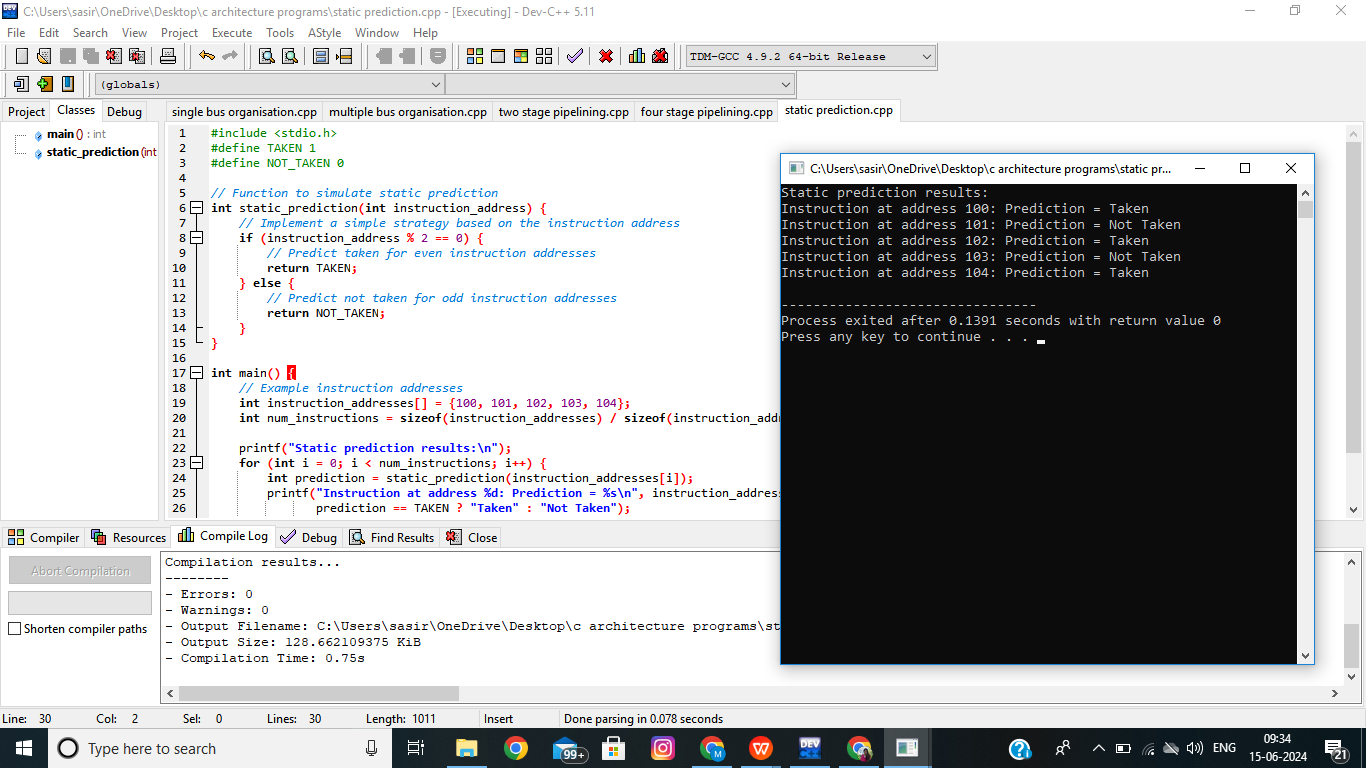 C:\Users\sasir\OneDrive\Desktop\c architecture programs\static prediction.cpp - [Executing] - Dev-C++ 5.11
File Edit Search View Project Execute Tools AStyle Window Help
TDM-GCC 4.9.2 64-bit Release
(globals)
Project Classes Debug
single bus organisation.cpp multiple bus organisation.cpp two stage pipelining.cpp four stage pipelining.cpp static prediction.cpp
main () : int
static_prediction (int
1 #include <stdio.h>
2 #define TAKEN 1
3 #define NOT_TAKEN 0
4
5 // Function to simulate static prediction
6 int static_prediction(int instruction_address) {
7 // Implement a simple strategy based on the instruction address
8 if (instruction_address % 2 == 0) {
9 // Predict taken for even instruction addresses
10 return TAKEN;
11 } else {
12 // Predict not taken for odd instruction addresses
13 return NOT_TAKEN;
14 }
15 }
16
17 int main() {
18 // Example instruction addresses
19 int instruction_addresses[] = {100, 101, 102, 103, 104};
20 int num_instructions = sizeof(instruction_addresses) / sizeof(instruction_add
21
22 printf("Static prediction results:\n");
23 for (int i = 0; i < num_instructions; i++) {
24 int prediction = static_prediction(instruction_addresses[i]);
25 printf("Instruction at address %d: Prediction = %s\n", instruction_addres
26 prediction == TAKEN ? "Taken" : "Not Taken");
C:\Users\sasir\OneDrive\Desktop\c architecture programs\static pr...
Static prediction results:
Instruction at address 100: Prediction = Taken
Instruction at address 101: Prediction = Not Taken
Instruction at address 102: Prediction = Taken
Instruction at address 103: Prediction = Not Taken
Instruction at address 104: Prediction = Taken
--------------------------------
Process exited after 0.1391 seconds with return value 0
Press any key to continue . . .
Compiler Resources Compile Log Debug Find Results Close
Abort Compilation
Shorten compiler paths
Compilation results...
--------
- Errors: 0
- Warnings: 0
- Output Filename: C:\Users\sasir\OneDrive\Desktop\c architecture programs\st
- Output Size: 128.662109375 KiB
- Compilation Time: 0.75s
Line: 30 Col: 2 Sel: 0 Lines: 30 Length: 1011 Insert Done parsing in 0.078 seconds
Type here to search
99+
M
W
DEV
ENG
09:34
15-06-2024
21